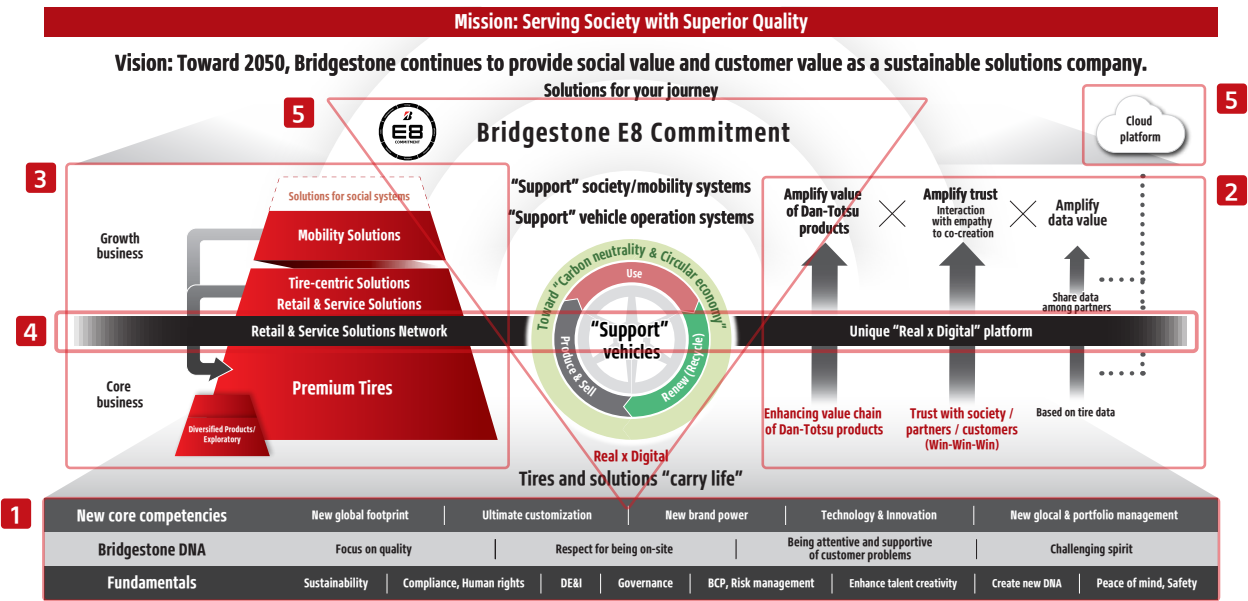 Mission: Serving Society with Superior Quality
Vision: Toward 2050, Bridgestone continues to provide social value and customer value as a sustainable solutions company.
Solutions for your journey
5
E8
COMMITMENT
Bridgestone E8 Commitment
5
Cloud
platform
3
Growth
business
Core
business
Solutions for social systems
Mobility Solutions
Tire-centric Solutions
Retail & Service Solutions
4
Retail & Service Solutions Network
Premium Tires
Diversified Products/
Exploratory
"Support" society/mobility systems
"Support" vehicle operation systems
Toward "Carbon neutrality & Circular economy"
Use
Produce & Sell
Renew (Recycle)
"Support"
vehicles
Real x Digital
Tires and solutions "carry life"
2
Amplify value
of Dan-Totsu
products
Amplify trust
Interaction
with empathy
to co-creation
Amplify
data value
Share data
among partners
Unique "Real x Digital" platform
Enhancing value chain
of Dan-Totsu products
Trust with society /
partners / customers
(Win-Win-Win)
Based on tire data
1
New core competencies
New global footprint
Ultimate customization
New brand power
Technology & Innovation
New glocal & portfolio management
Bridgestone DNA
Focus on quality
Respect for being on-site
Being attentive and supportive
of customer problems
Challenging spirit
Fundamentals
Sustainability
Compliance, Human rights
DE&I
Governance
BCP, Risk management
Enhance talent creativity
Create new DNA
Peace of mind, Safety